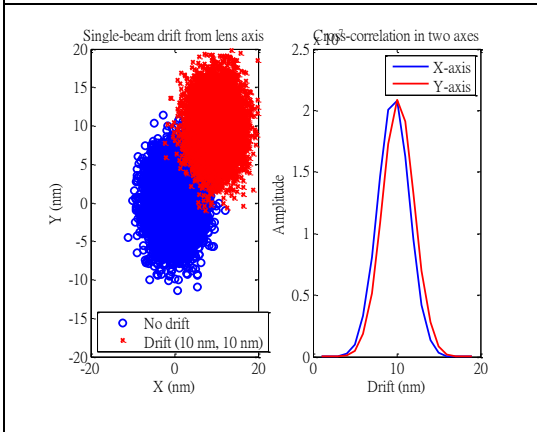 Single-beam drift from lens axis
20
15
10
5
0
-5
-10
-15
-20
Y (nm)
No drift
Drift (10 nm, 10 nm)
-20
0
20
X (nm)
Cross-correlation in two axes
2.5
2
1.5
1
0.5
0
Amplitude
X-axis
Y-axis
0
10
20
Drift (nm)